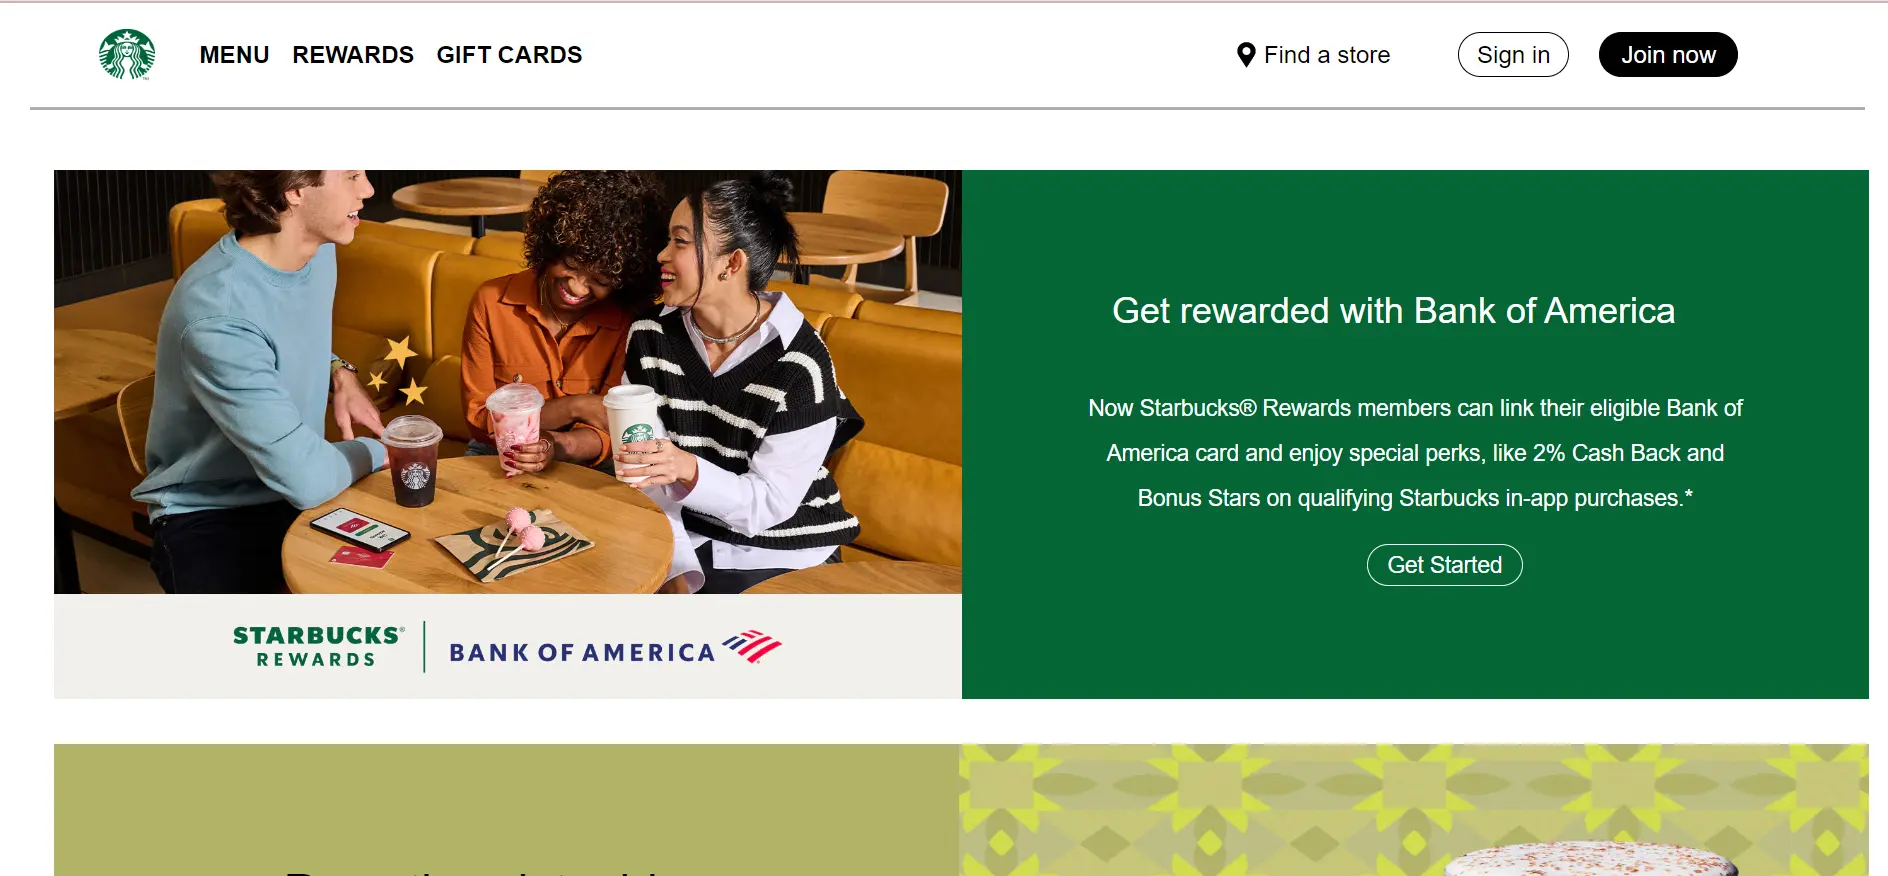 MENU REWARDS GIFT CARDS Find a store Sign in Join now
Get rewarded with Bank of America
Now Starbucks® Rewards members can link their eligible Bank of
America card and enjoy special perks, like 2% Cash Back and
Bonus Stars on qualifying Starbucks in-app purchases.*
Get Started
STARBUCKS®
REWARDS
BANK OF AMERICA